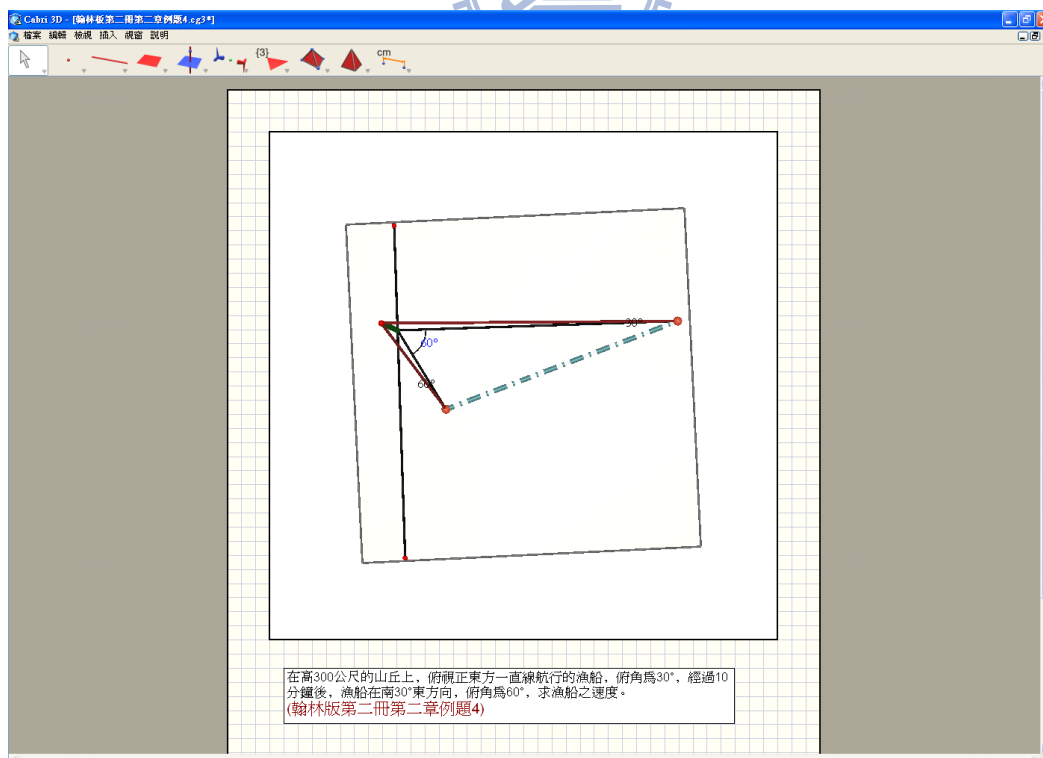 Cabri 3D - [翰林板第二冊第二章例題4.cg3*]
檔案 編輯 檢視 插入 視窗 說明
{3}
cm
30°
60°
60°
在高300公尺的山丘上，俯視正東方一直線航行的漁船，俯角為30°，經過10
分鐘後，漁船在南30°東方向，俯角為60°，求漁船之速度。
(翰林版第二冊第二章例題4)